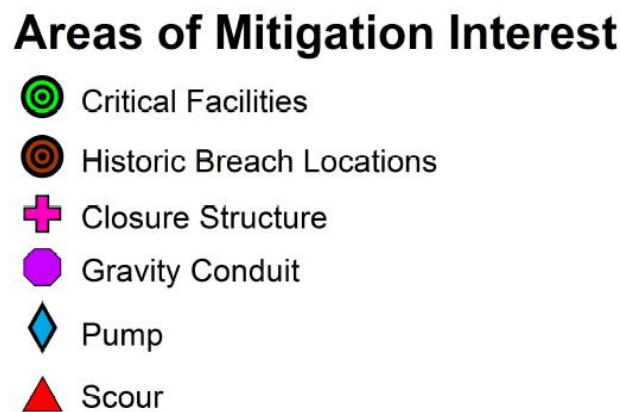 Areas of Mitigation Interest
Critical Facilities
Historic Breach Locations
Closure Structure
Gravity Conduit
Pump
Scour